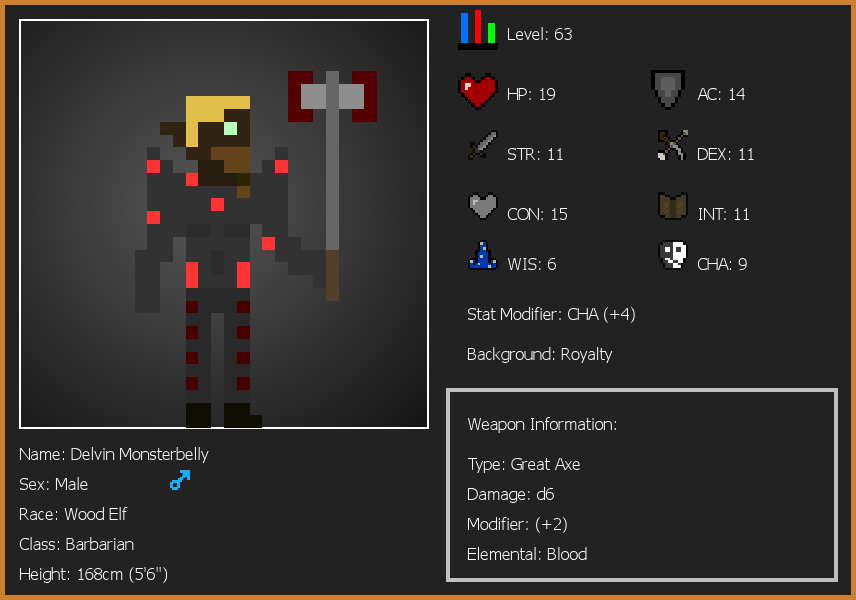 Level: 63
HP: 19
AC: 14
STR: 11
DEX: 11
CON: 15
INT: 11
WIS: 6
CHA: 9
Stat Modifier: CHA (+4)
Background: Royalty
Weapon Information:
Type: Great Axe
Damage: d6
Modifier: (+2)
Elemental: Blood
Name: Delvin Monsterbelly
Sex: Male
Race: Wood Elf
Class: Barbarian
Height: 168cm (5'6")